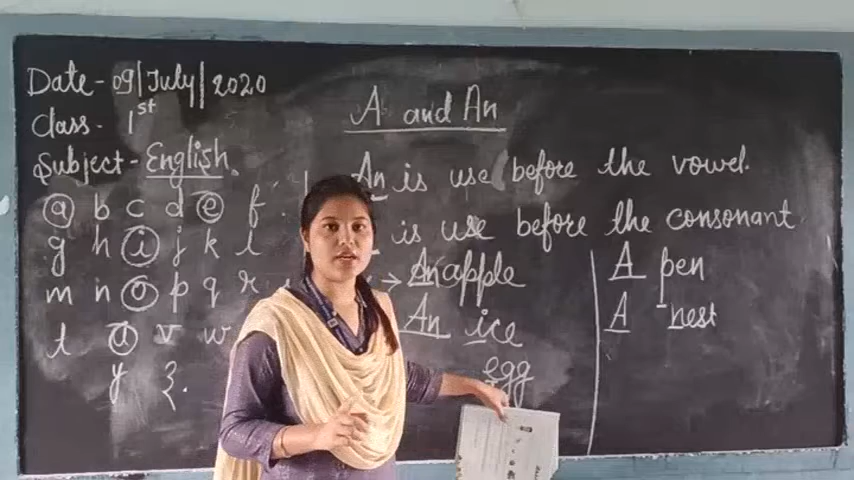 Date - 09|July|2020
Class - 1st
Subject - English.
a b c d e f
g h i j k l
m n o p q r
t u v w
y z.
A and An
An is use before the vowel.
is use before the consonant
→ An apple
An ice
egg
A pen
A nest